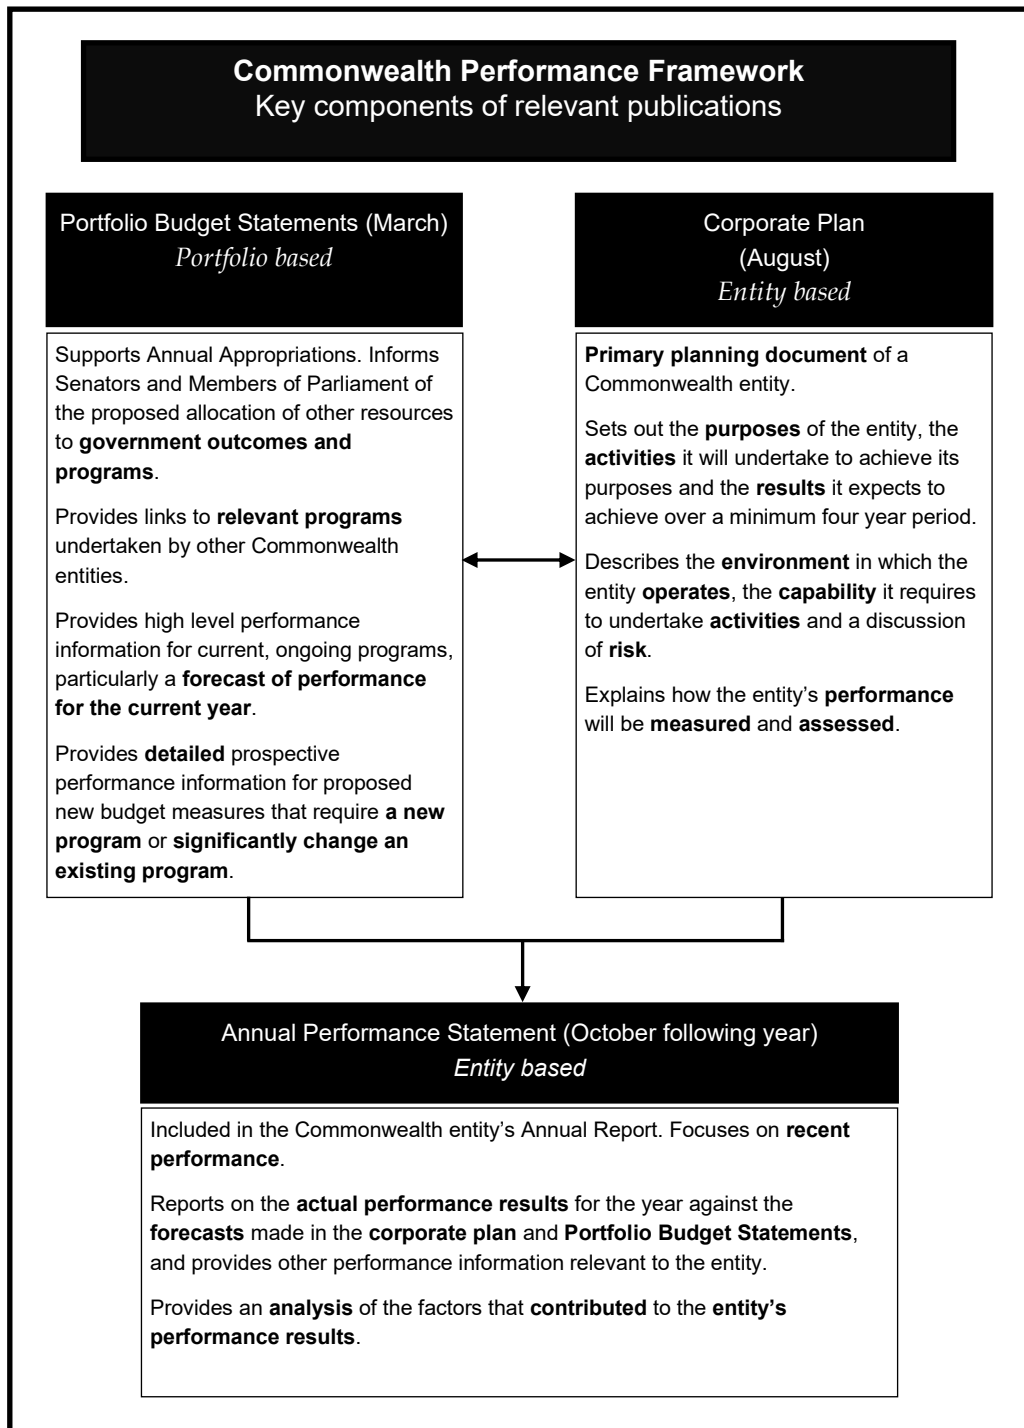 Commonwealth Performance Framework
Key components of relevant publications
Portfolio Budget Statements (March)
Portfolio based
Supports Annual Appropriations. Informs
Senators and Members of Parliament of
the proposed allocation of other resources
to government outcomes and
programs.
Provides links to relevant programs
undertaken by other Commonwealth
entities.
Provides high level performance
information for current, ongoing programs,
particularly a forecast of performance
for the current year.
Provides detailed prospective
performance information for proposed
new budget measures that require a new
program or significantly change an
existing program.
Corporate Plan
(August)
Entity based
Primary planning document of a
Commonwealth entity.
Sets out the purposes of the entity, the
activities it will undertake to achieve its
purposes and the results it expects to
achieve over a minimum four year period.
Describes the environment in which the
entity operates, the capability it requires
to undertake activities and a discussion
of risk.
Explains how the entity's performance
will be measured and assessed.
Annual Performance Statement (October following year)
Entity based
Included in the Commonwealth entity's Annual Report. Focuses on recent
performance.
Reports on the actual performance results for the year against the
forecasts made in the corporate plan and Portfolio Budget Statements,
and provides other performance information relevant to the entity.
Provides an analysis of the factors that contributed to the entity's
performance results.